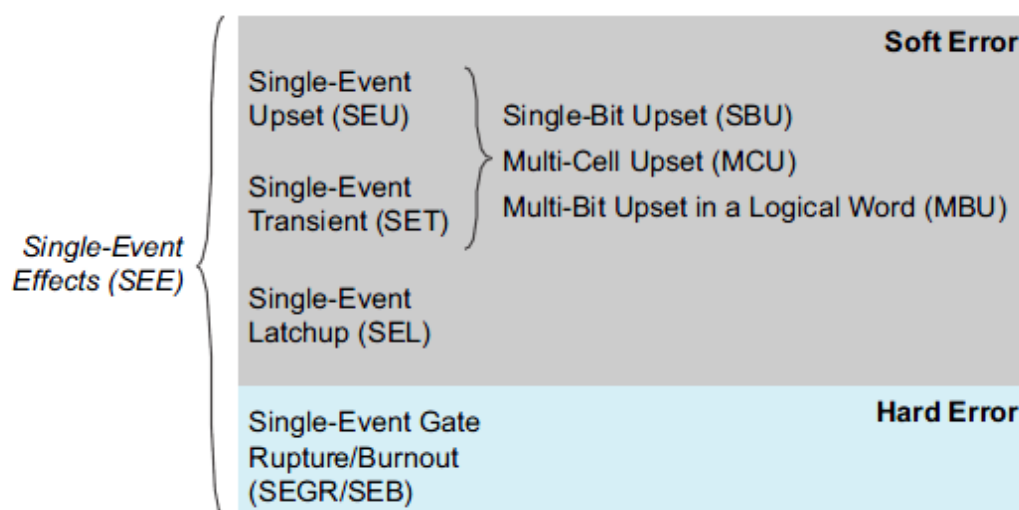 Soft Error
Single-Event
Upset (SEU)
Single-Bit Upset (SBU)
Multi-Cell Upset (MCU)
Single-Event
Transient (SET)
Multi-Bit Upset in a Logical Word (MBU)
Single-Event
Effects (SEE)
Single-Event
Latchup (SEL)
Hard Error
Single-Event Gate
Rupture/Burnout
(SEGR/SEB)